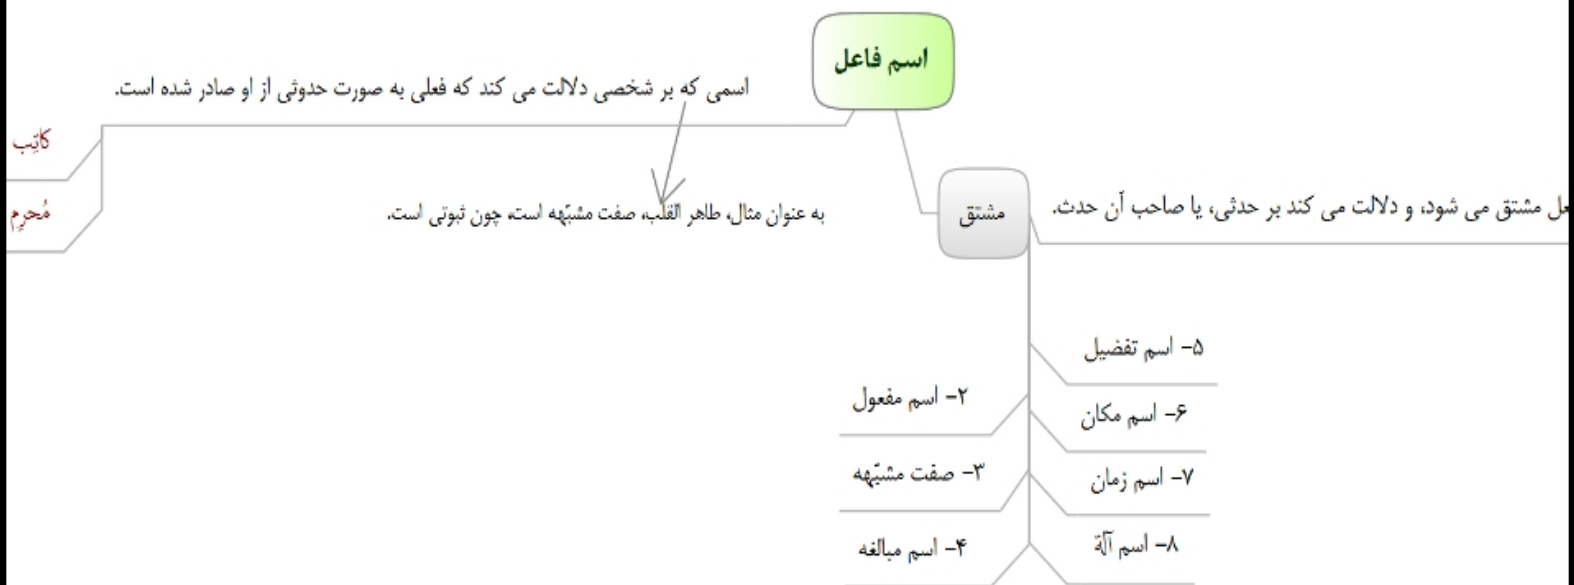 اسم فاعل
اسمی که بر شخصی دلالت می کند که فعلی به صورت حدوثی از او صادر شده است.
کاتِب
مُحرِم
به عنوان مثال، طاهر القلب، صفت مشبّهه است، چون ثبوتی است.
مشتق
عل مشتق می شود، و دلالت می کند بر حدثی، یا صاحب آن حدث.
۵- اسم تفضیل
۲- اسم مفعول
۶- اسم مکان
۳- صفت مشبّهه
۷- اسم زمان
۴- اسم مبالغه
۸- اسم آلة